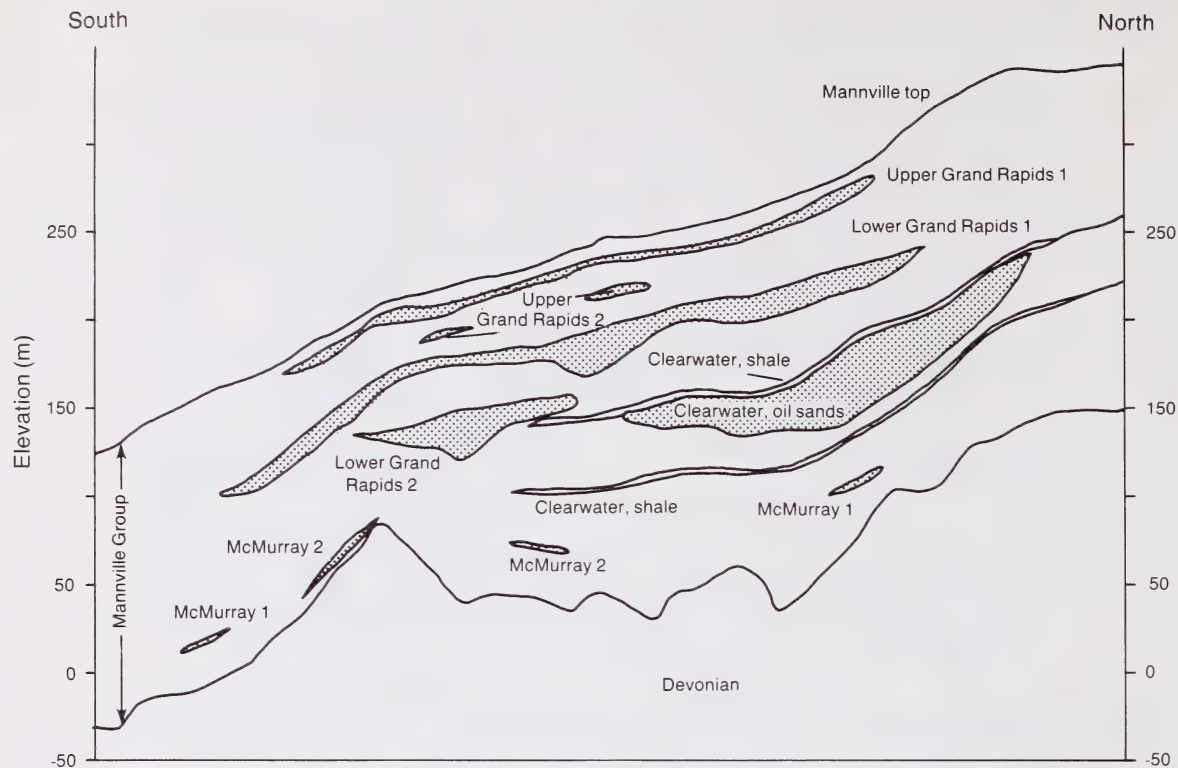 South
North
Mannville top
Upper Grand Rapids 1
Lower Grand Rapids 1
250
250
Upper
Grand Rapids 2
Clearwater, shale
Elevation (m)
150
150
Clearwater, oil sands
Lower Grand
Rapids 2
Clearwater, shale
McMurray 1
Mannville Group
McMurray 2
McMurray 2
50
50
McMurray 1
0
0
Devonian
-50
-50